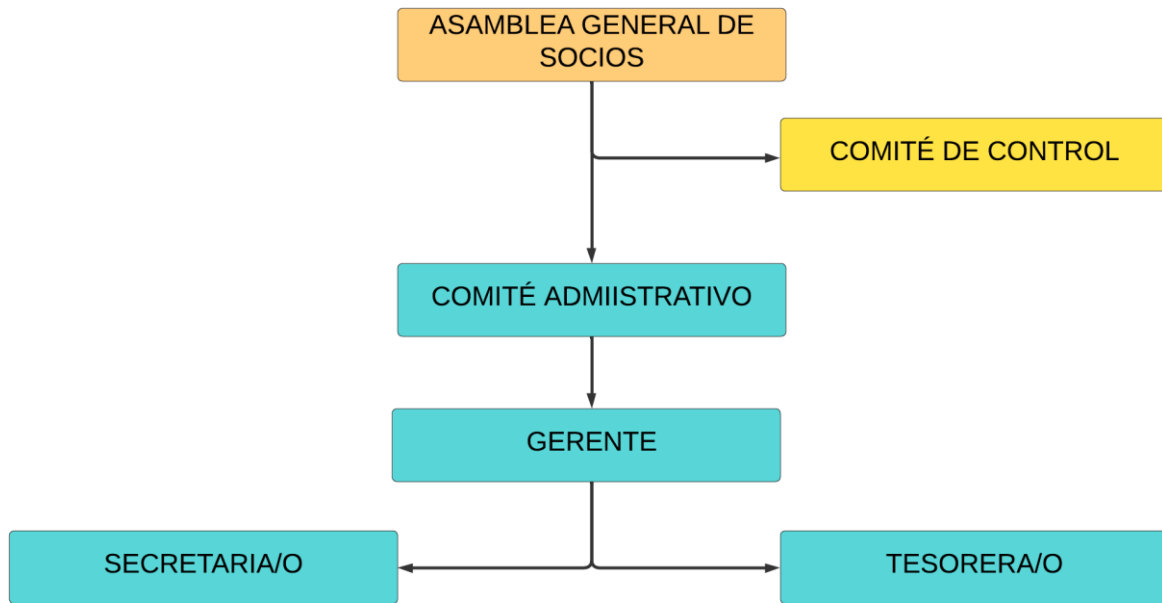 ASAMBLEA GENERAL DE
SOCIOS
COMITÉ DE CONTROL
COMITÉ ADMIISTRATIVO
GERENTE
SECRETARIA/O
TESORERA/O